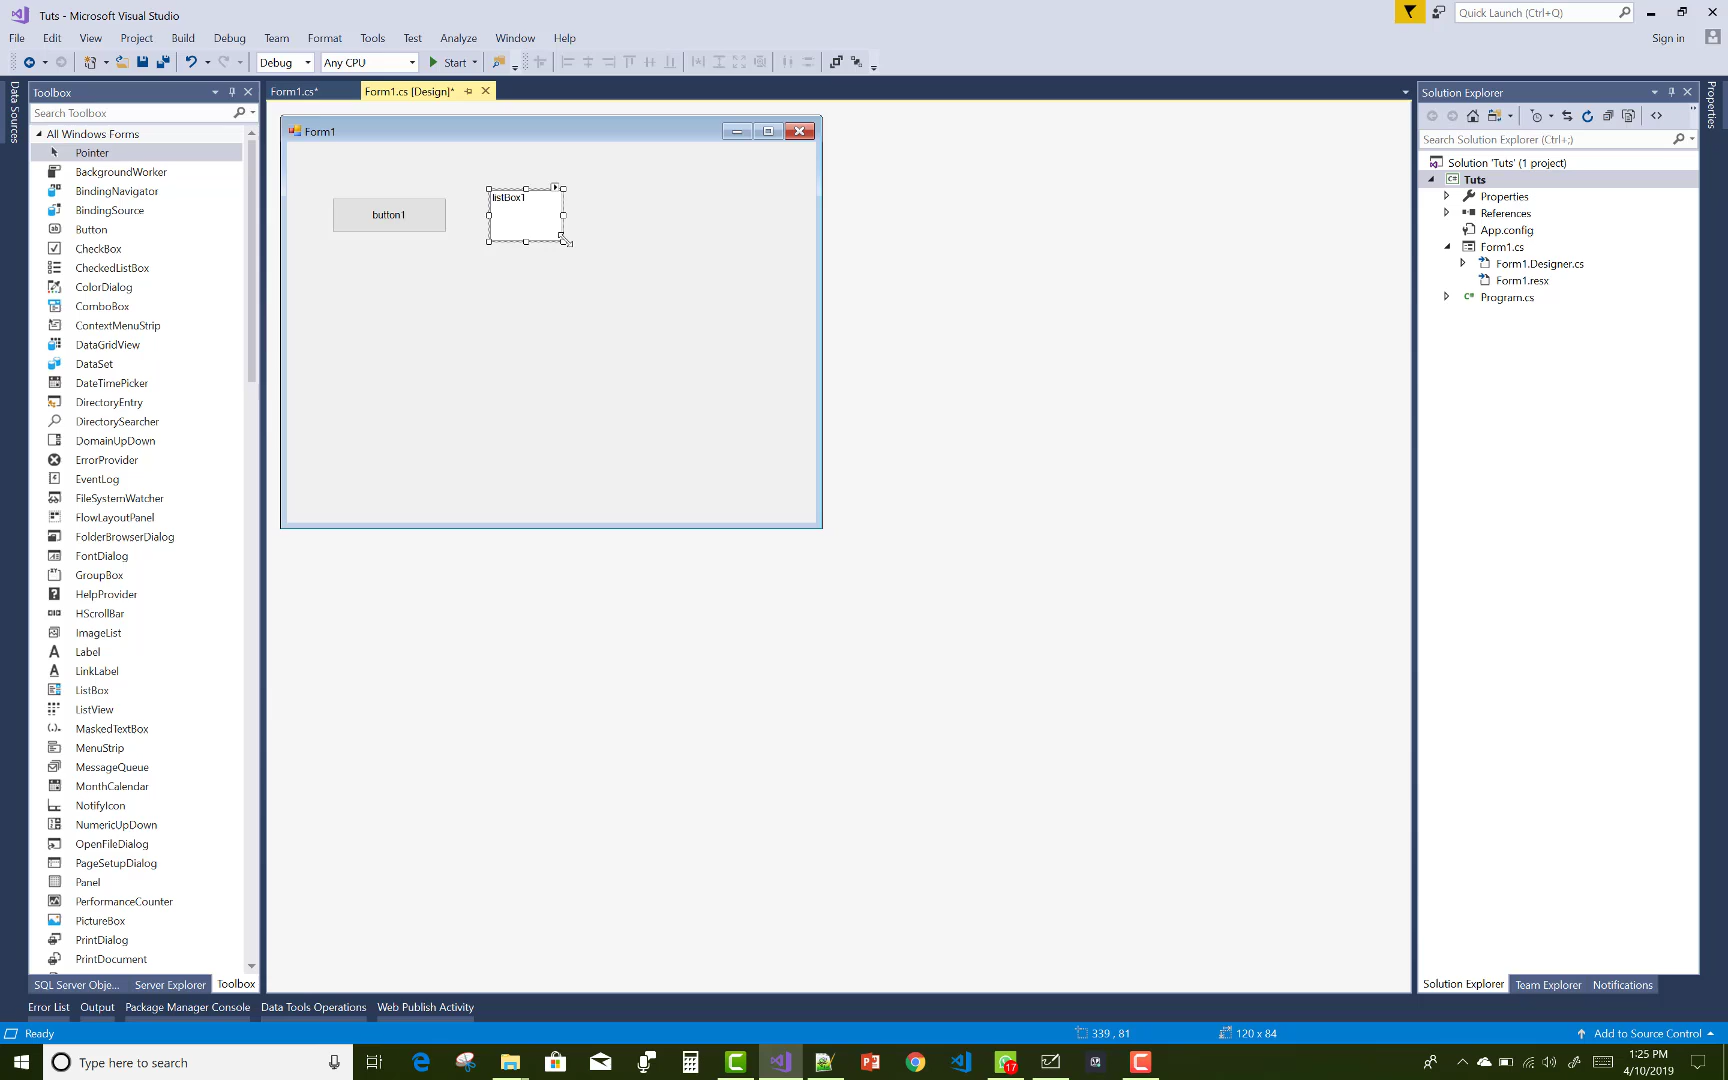 Tuts - Microsoft Visual Studio
Quick Launch (Ctrl+Q)
File Edit View Project Build Debug Team Format Tools Test Analyze Window Help
Sign in
Debug Any CPU Start
Data Sources
Toolbox
Search Toolbox
All Windows Forms
Pointer
BackgroundWorker
BindingNavigator
BindingSource
Button
CheckBox
CheckedListBox
ColorDialog
ComboBox
ContextMenuStrip
DataGridView
DataSet
DateTimePicker
DirectoryEntry
DirectorySearcher
DomainUpDown
ErrorProvider
EventLog
FileSystemWatcher
FlowLayoutPanel
FolderBrowserDialog
FontDialog
GroupBox
HelpProvider
HScrollBar
ImageList
Label
LinkLabel
ListBox
ListView
MaskedTextBox
MenuStrip
MessageQueue
MonthCalendar
NotifyIcon
NumericUpDown
OpenFileDialog
PageSetupDialog
Panel
PerformanceCounter
PictureBox
PrintDialog
PrintDocument
SQL Server Obje... Server Explorer Toolbox
Form1.cs* Form1.cs [Design]*
Form1
button1
listBox1
Solution Explorer
Search Solution Explorer (Ctrl+;)
Solution 'Tuts' (1 project)
Tuts
Properties
References
App.config
Form1.cs
Form1.Designer.cs
Form1.resx
Program.cs
Solution Explorer Team Explorer Notifications
Properties
Error List Output Package Manager Console Data Tools Operations Web Publish Activity
Ready 339 , 81 120 x 84 Add to Source Control
Type here to search
17
1:25 PM
4/10/2019